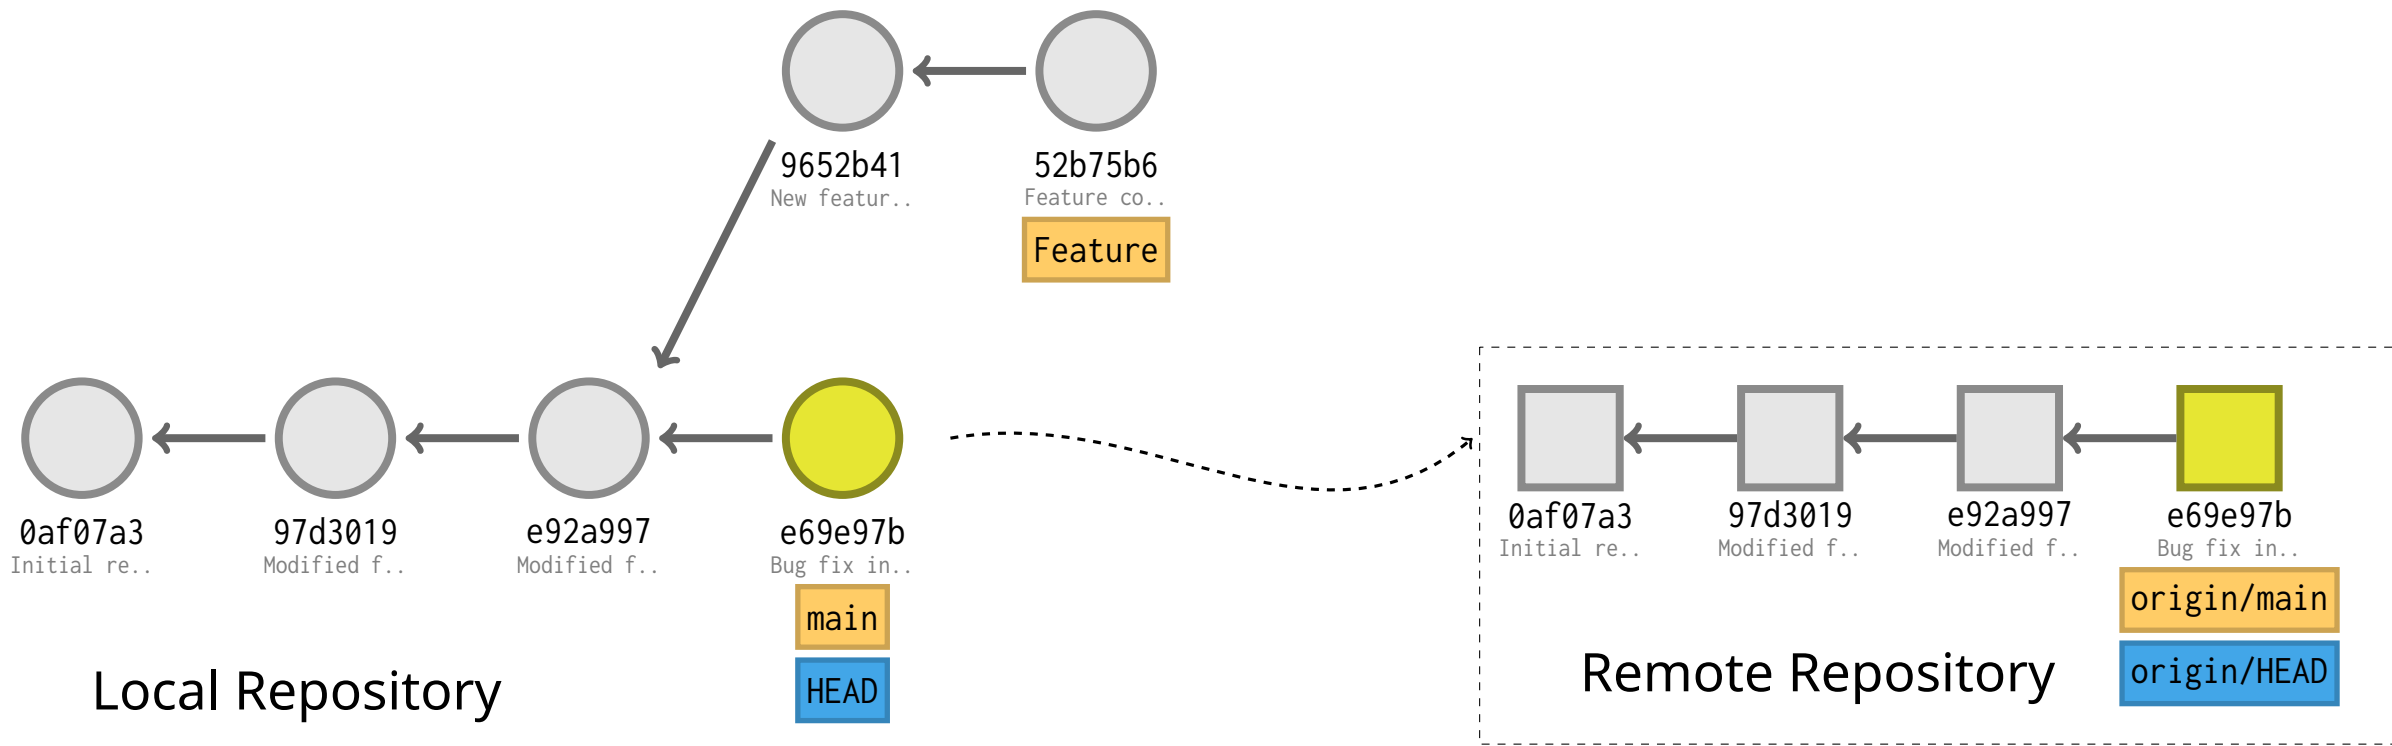 9652b41
New featur..
52b75b6
Feature co..
Feature
0af07a3
Initial re..
97d3019
Modified f..
e92a997
Modified f..
e69e97b
Bug fix in..
main
HEAD
Local Repository
0af07a3
Initial re..
97d3019
Modified f..
e92a997
Modified f..
e69e97b
Bug fix in..
origin/main
origin/HEAD
Remote Repository